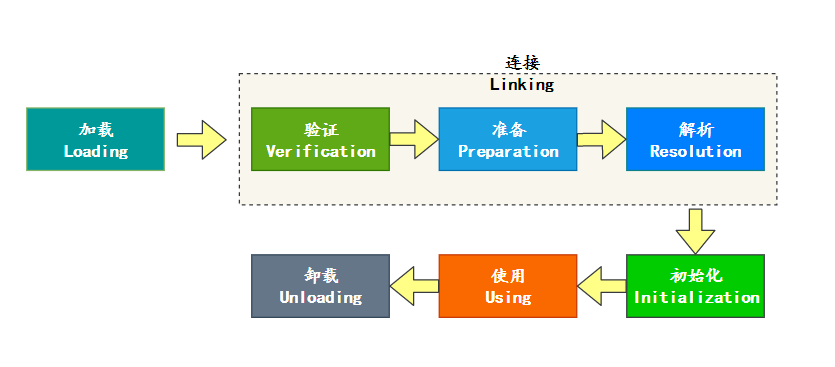 连接
Linking
加载
Loading
验证
Verification
准备
Preparation
解析
Resolution
初始化
Initialization
使用
Using
卸载
Unloading